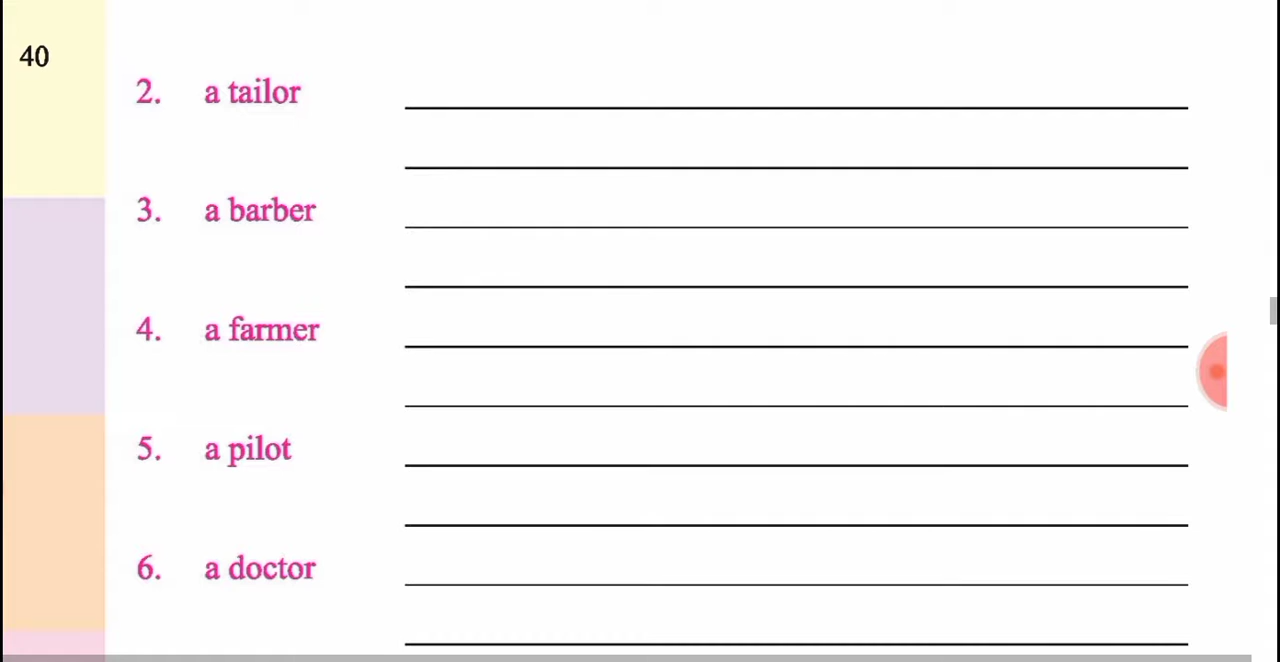 40
2. a tailor
3. a barber
4. a farmer
5. a pilot
6. a doctor